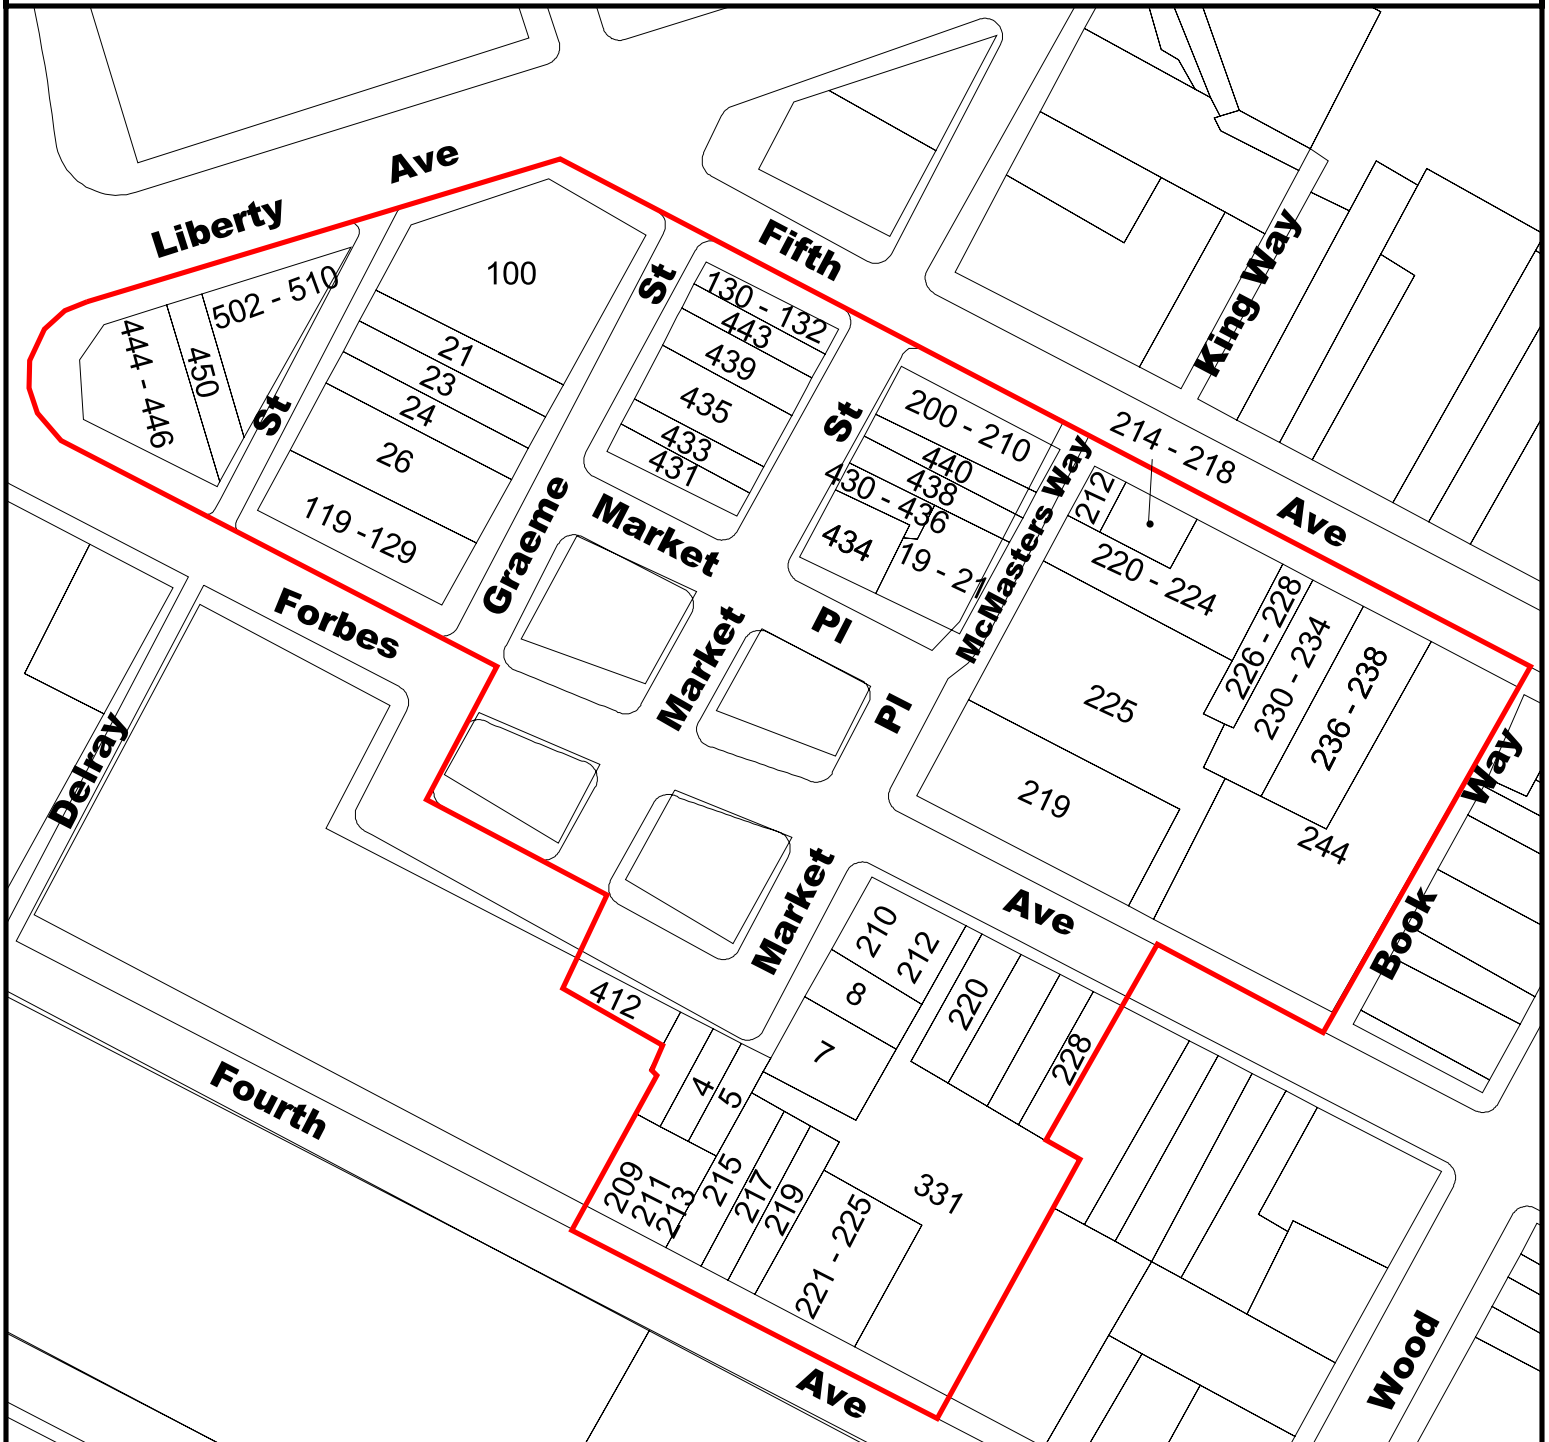 Liberty
Ave
Fifth
Ave
King Way
502 - 510
444 - 446
450
St
100
21
23
24
26
119 -129
Graeme
St
130 - 132
443
439
435
433
431
St
200 - 210
440
438
430 - 436
434
19 - 21
McMasters Way
214 - 218
212
220 - 224
226 - 228
230 - 234
236 - 238
225
219
244
Book
Way
Market
Pl
Market
Pl
Forbes
Ave
Delray
Market
210
212
8
7
220
228
412
4
5
209
211
213
215
217
219
221 - 225
331
Fourth
Ave
Wood